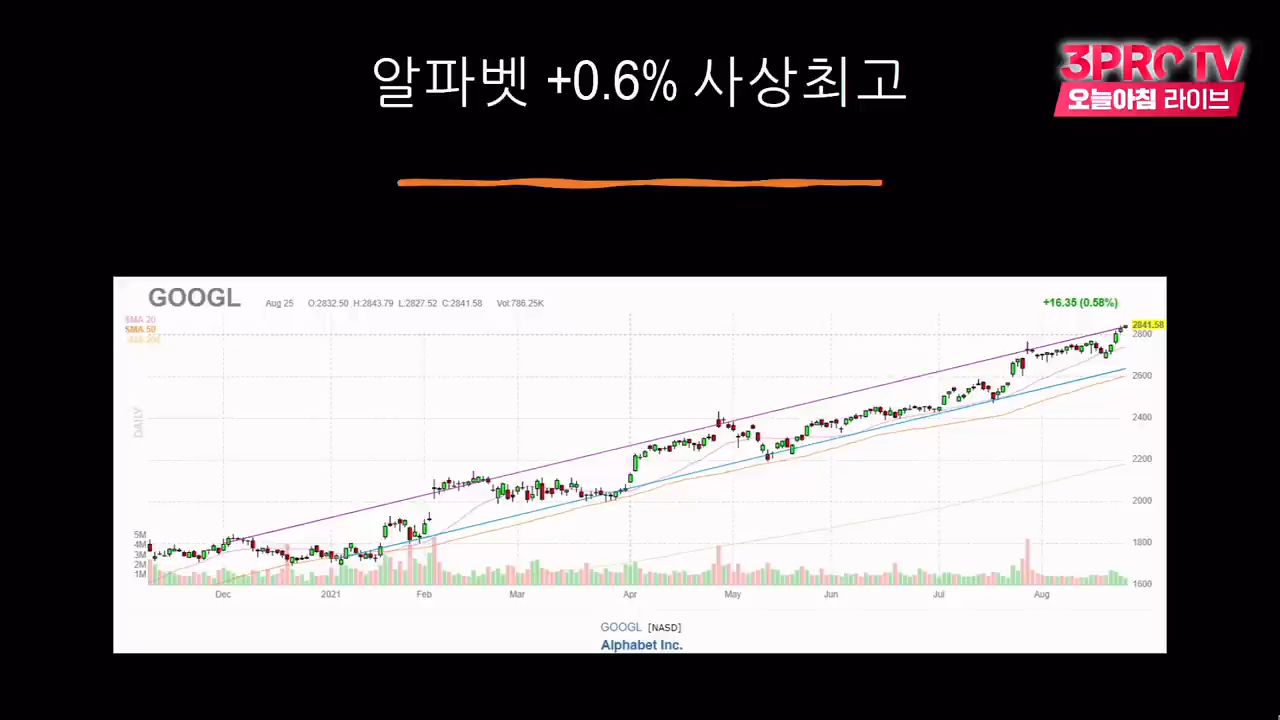 알파벳 +0.6% 사상최고
3PROTV
오늘아침 라이브
GOOGL Aug 25 O:2832.50 H:2843.79 L:2827.52 C:2841.58 Vol:786.25K +16.35 (0.58%)
SMA 20
SMA 50
SMA 200
2841.58
2800
2600
2400
2200
2000
1800
1600
DAILY
5M
4M
3M
2M
1M
Dec 2021 Feb Mar Apr May Jun Jul Aug
GOOGL [NASD]
Alphabet Inc.